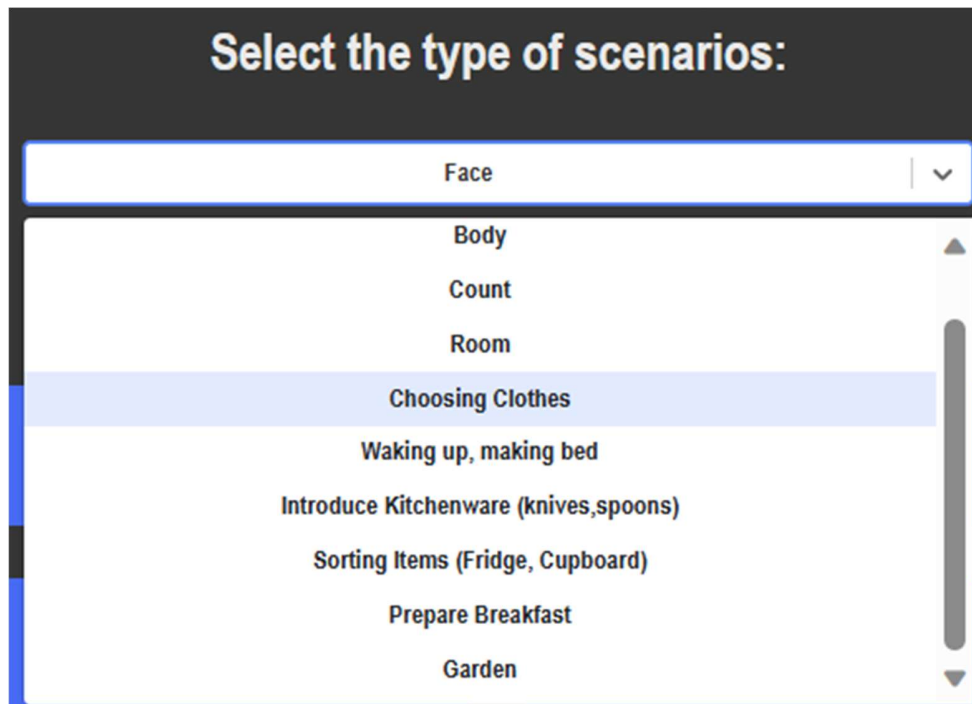 Select the type of scenarios:
Face
Body
Count
Room
Choosing Clothes
Waking up, making bed
Introduce Kitchenware (knives,spoons)
Sorting Items (Fridge, Cupboard)
Prepare Breakfast
Garden